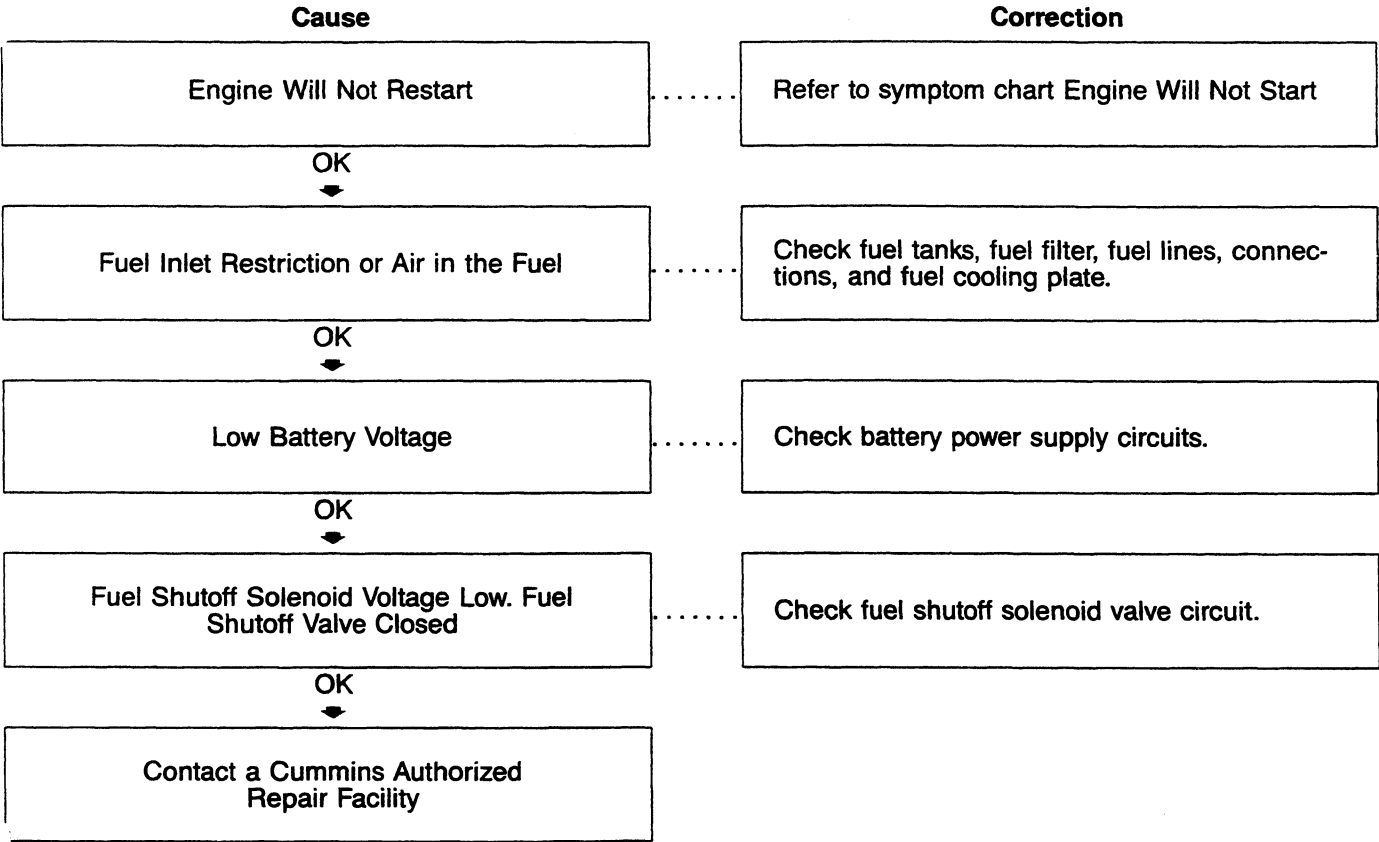 Cause
Correction
Engine Will Not Restart
.......
Refer to symptom chart Engine Will Not Start
OK
Fuel Inlet Restriction or Air in the Fuel
.......
Check fuel tanks, fuel filter, fuel lines, connec-
tions, and fuel cooling plate.
OK
Low Battery Voltage
.......
Check battery power supply circuits.
OK
Fuel Shutoff Solenoid Voltage Low. Fuel
Shutoff Valve Closed
.......
Check fuel shutoff solenoid valve circuit.
OK
Contact a Cummins Authorized
Repair Facility